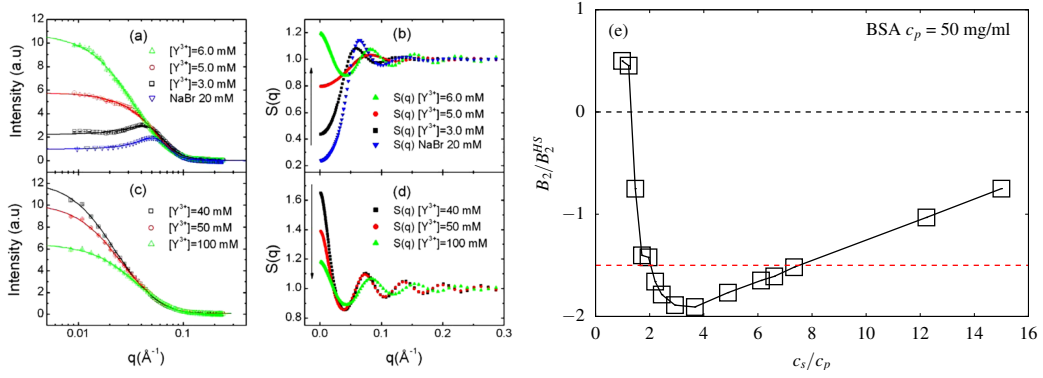 (a)
[Y³⁺]=6.0 mM
[Y³⁺]=5.0 mM
[Y³⁺]=3.0 mM
NaBr 20 mM
Intensity (a.u)
12
10
8
6
4
2
0
(c)
[Y³⁺]=40 mM
[Y³⁺]=50 mM
[Y³⁺]=100 mM
Intensity (a.u)
12
10
8
6
4
2
0
0.01
0.1
q(Å⁻¹)
(b)
S(q) [Y³⁺]=6.0 mM
S(q) [Y³⁺]=5.0 mM
S(q) [Y³⁺]=3.0 mM
S(q) NaBr 20 mM
S(q)
1.2
1.0
0.8
0.6
0.4
0.2
(d)
S(q) [Y³⁺]=40 mM
S(q) [Y³⁺]=50 mM
S(q) [Y³⁺]=100 mM
S(q)
1.6
1.4
1.2
1.0
0.8
0.0
0.1
0.2
0.3
q(Å⁻¹)
(e)
BSA cₚ = 50 mg/ml
B₂/B₂ᴴˢ
1
0
−1
−2
0
2
4
6
8
10
12
14
16
cₛ/cₚ